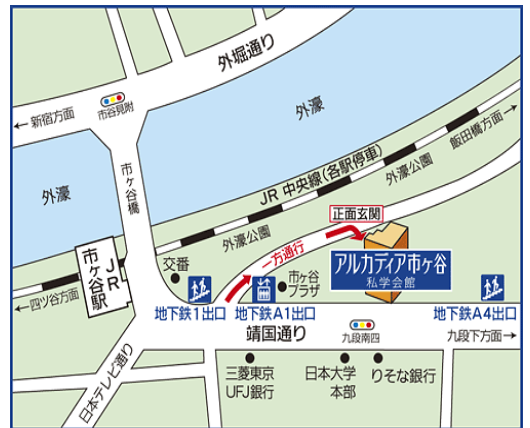 外堀通り
←新宿方面
市谷見附
外濠
飯田橋方面→
市ヶ谷橋
外濠
JR 中央線（各駅停車）
外濠公園
外濠公園
正面玄関
アルカディア市ヶ谷
私学会館
一方通行
交番
市ヶ谷
プラザ
JR
市ヶ谷駅
←四ツ谷方面
地下鉄1出口
地下鉄A1出口
地下鉄A4出口
靖国通り
九段南四
九段下方面→
日本テレビ通り
三菱東京
UFJ銀行
日本大学
本部
りそな銀行